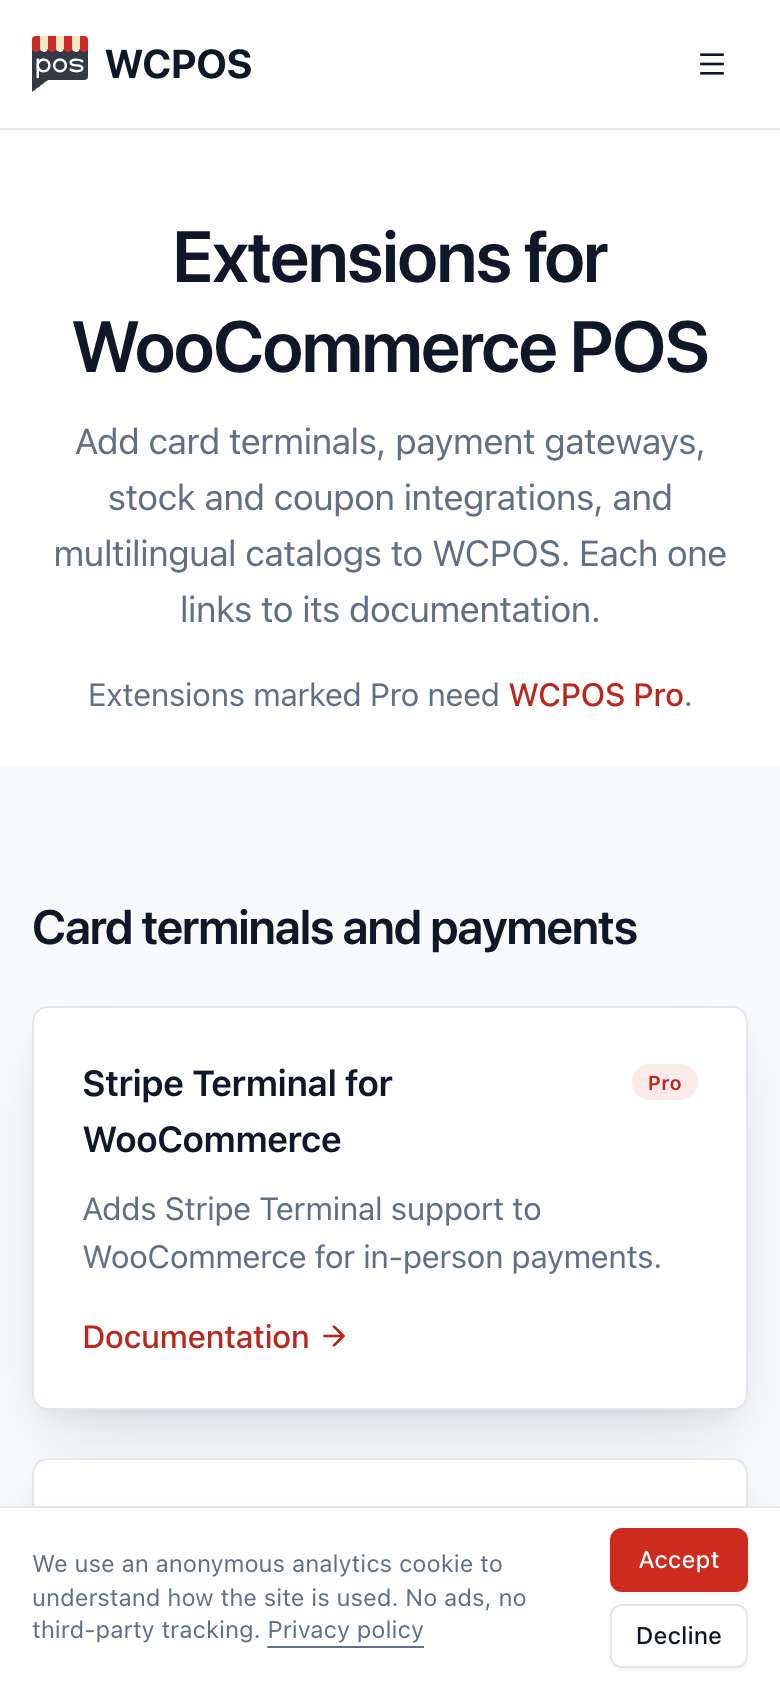 pos WCPOS
Extensions for
WooCommerce POS
Add card terminals, payment gateways,
stock and coupon integrations, and
multilingual catalogs to WCPOS. Each one
links to its documentation.
Extensions marked Pro need WCPOS Pro.
Card terminals and payments
Stripe Terminal for
WooCommerce
Pro
Adds Stripe Terminal support to
WooCommerce for in-person payments.
Documentation →
We use an anonymous analytics cookie to
understand how the site is used. No ads, no
third-party tracking. Privacy policy
Accept
Decline